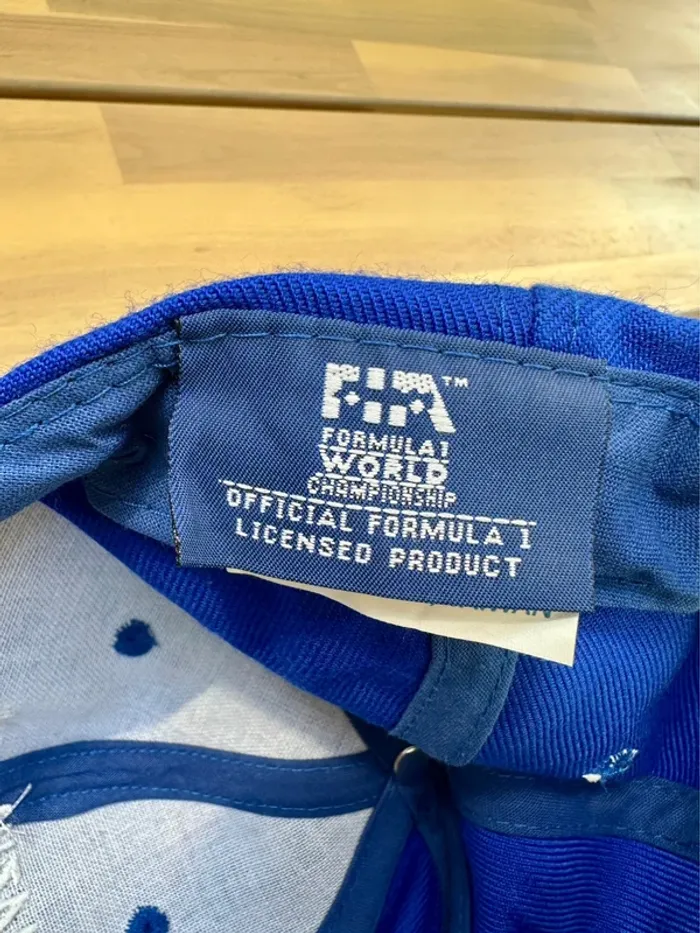 FIA™
FORMULA 1
WORLD
CHAMPIONSHIP
OFFICIAL FORMULA 1
LICENSED PRODUCT